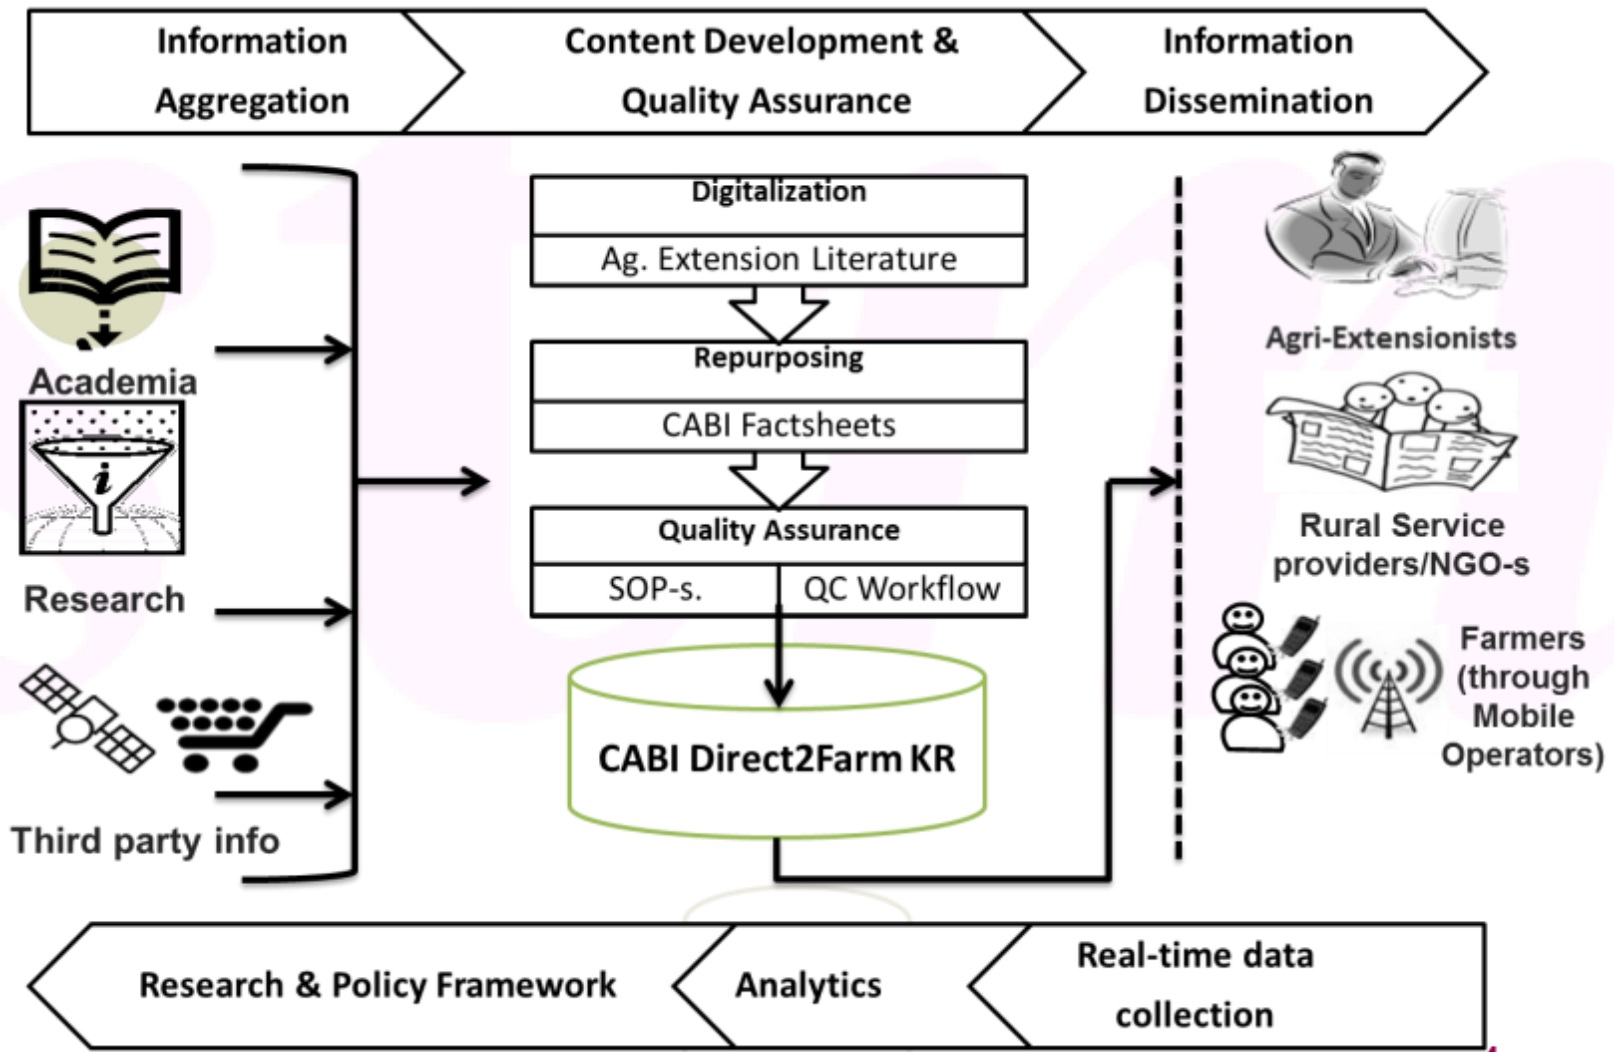 Information
Aggregation
Content Development &
Quality Assurance
Information
Dissemination
Academia
Research
Third party info
Digitalization
Ag. Extension Literature
Repurposing
CABI Factsheets
Quality Assurance
SOP-s.
QC Workflow
CABI Direct2Farm KR
Agri-Extensionists
Rural Service
providers/NGO-s
Farmers
(through
Mobile
Operators)
Research & Policy Framework
Analytics
Real-time data
collection